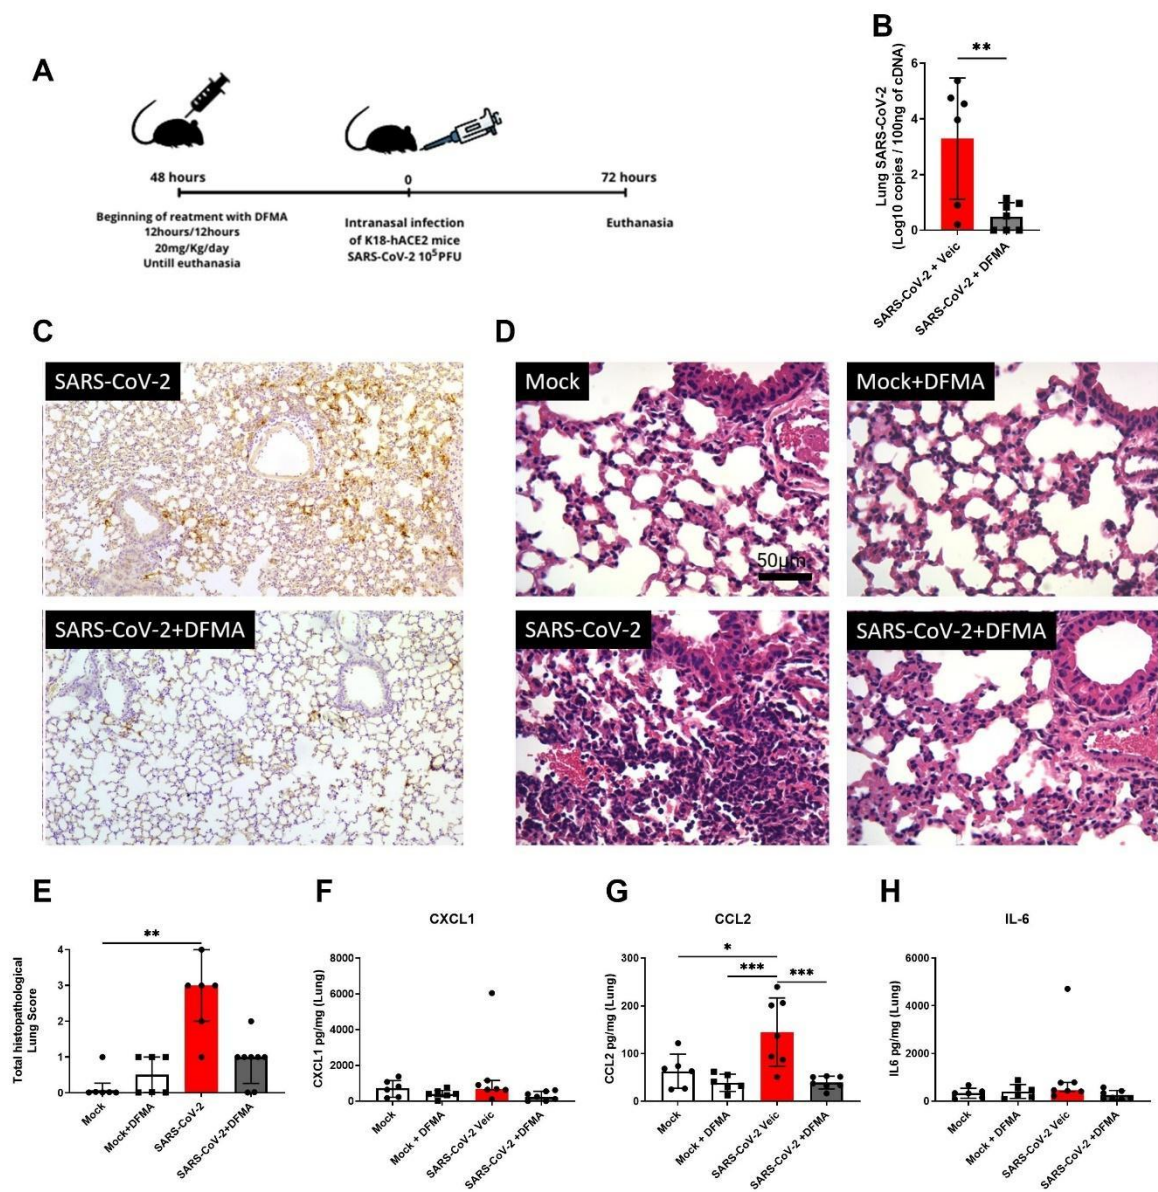 A
48 hours
0
72 hours
Beginning of reatment with DFMA
12hours/12hours
20mg/Kg/day
Untill euthanasia
Intranasal infection
of K18-hACE2 mice
SARS-CoV-2 10⁵PFU
Euthanasia
B
Lung SARS-CoV-2
(Log10 copies / 100ng of cDNA)
6
4
2
0
**
SARS-CoV-2 + Veic
SARS-CoV-2 + DFMA
C
SARS-CoV-2
SARS-CoV-2+DFMA
D
Mock
Mock+DFMA
50μm
SARS-CoV-2
SARS-CoV-2+DFMA
E
Total histopathological
Lung Score
4
3
2
1
0
**
Mock
Mock+DFMA
SARS-CoV-2
SARS-CoV-2+DFMA
F
CXCL1
CXCL1 pg/mg (Lung)
8000
6000
4000
2000
0
Mock
Mock + DFMA
SARS-CoV-2 Veic
SARS-CoV-2 +DFMA
G
CCL2
CCL2 pg/mg (Lung)
300
200
100
0
*
***
***
Mock
Mock + DFMA
SARS-CoV-2 Veic
SARS-CoV-2 +DFMA
H
IL-6
IL6 pg/mg (Lung)
6000
4000
2000
0
Mock
Mock + DFMA
SARS-CoV-2 Veic
SARS-CoV-2 +DFMA